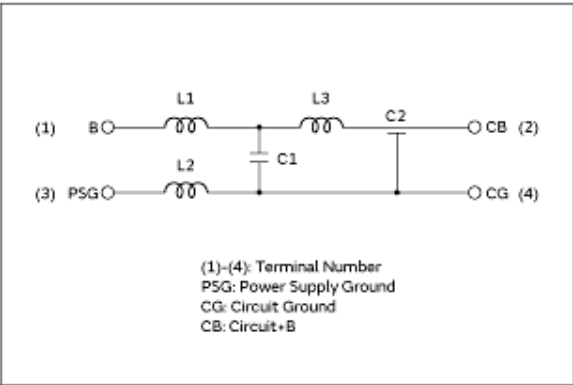 L1 L3
C2
(1) B CB (2)
C1
L2
(3) PSG CG (4)
(1)-(4): Terminal Number
PSG: Power Supply Ground
CG: Circuit Ground
CB: Circuit+B